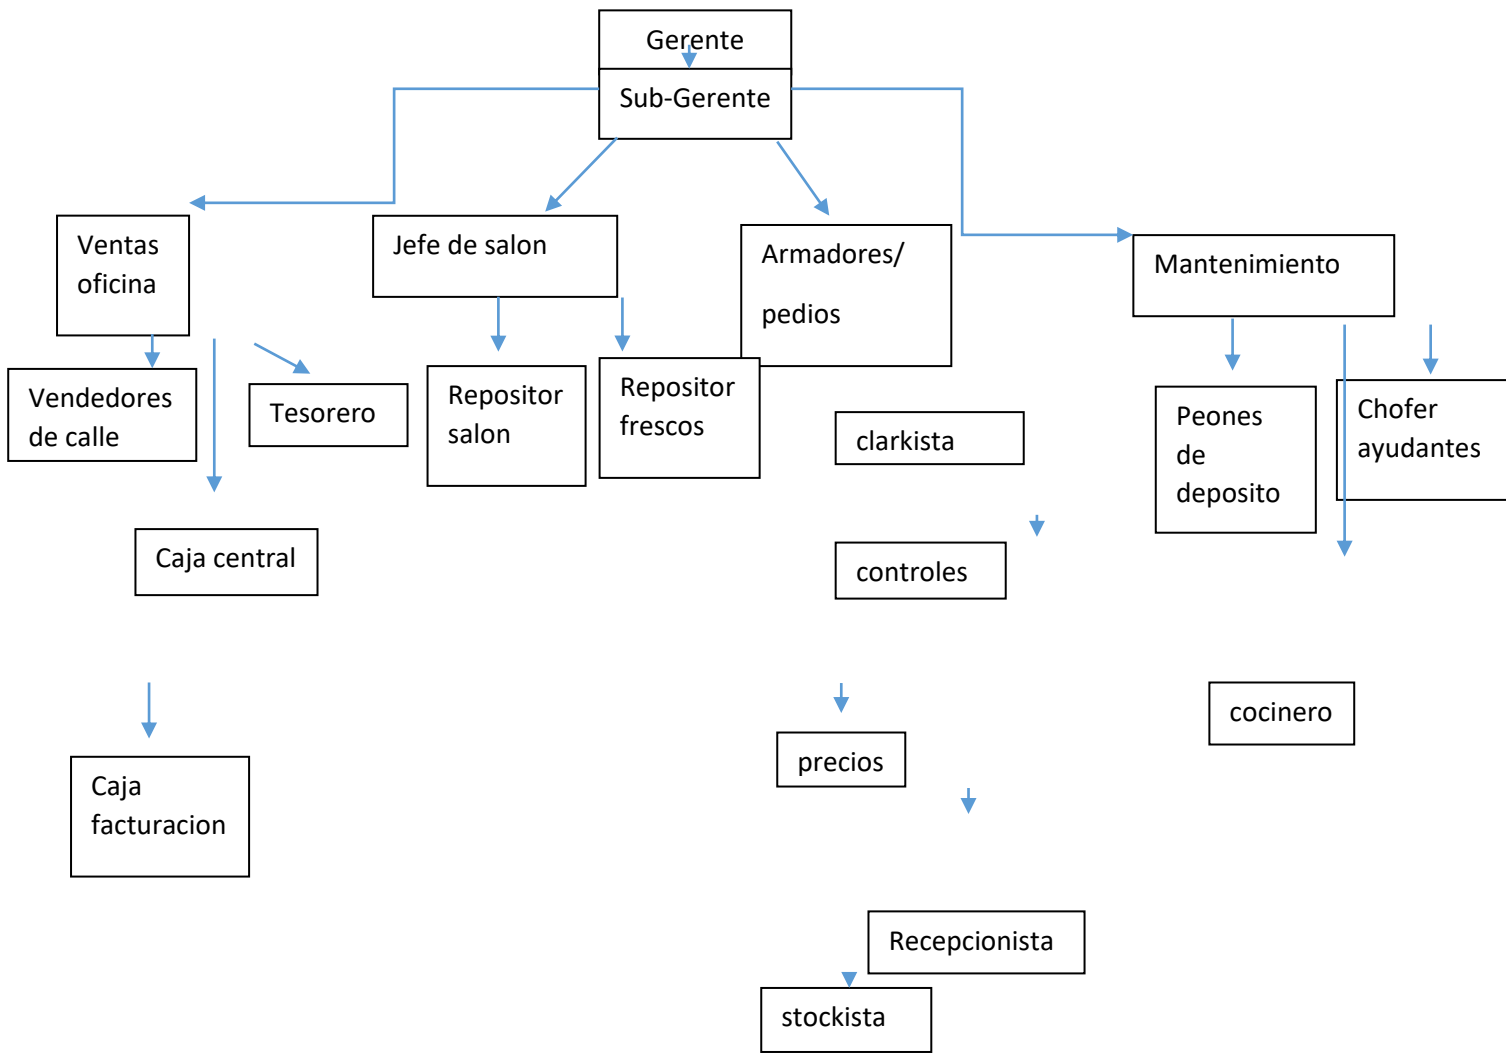 Gerente
Sub-Gerente
Ventas
oficina
Jefe de salon
Armadores/
pedios
Mantenimiento
Vendedores
de calle
Tesorero
Repositor
salon
Repositor
frescos
clarkista
Peones
de
deposito
Chofer
ayudantes
Caja central
controles
cocinero
precios
Caja
facturacion
Recepcionista
stockista